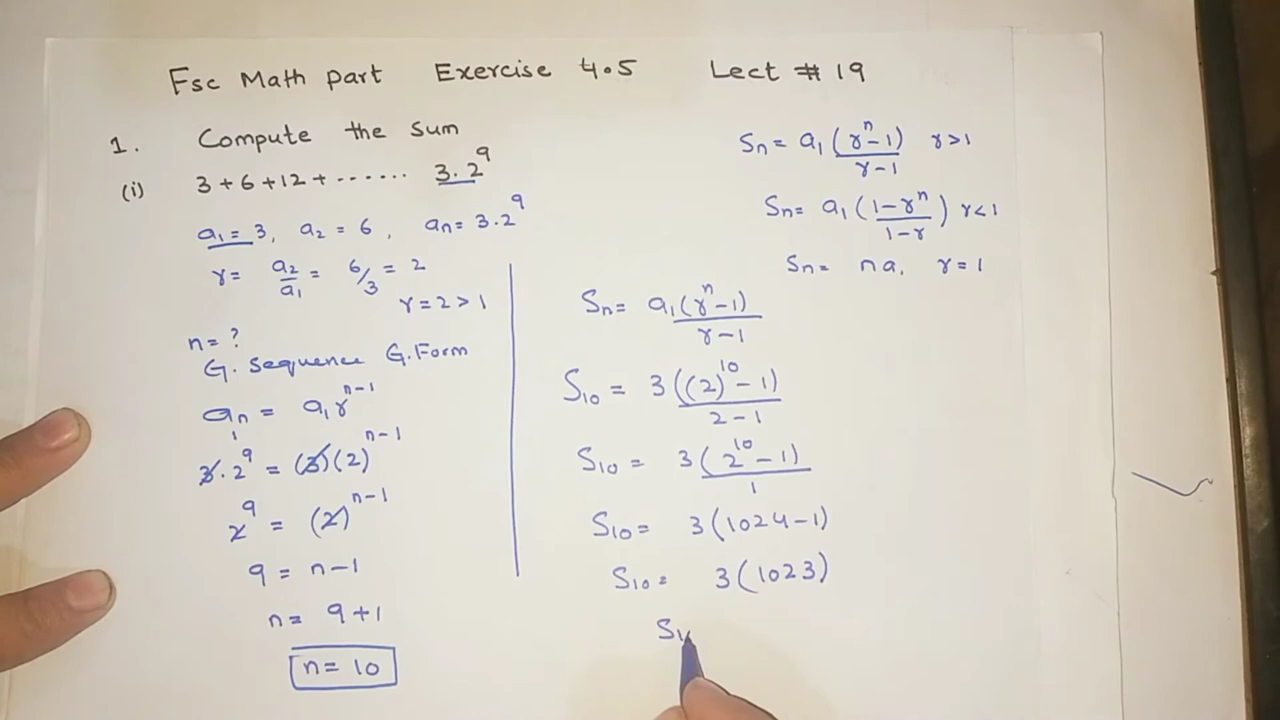 Fsc Math part Exercise 4.5 Lect # 19
1. Compute the sum
(i) 3 + 6 + 12 + ....... 3.2^9
a₁ = 3, a₂ = 6, aₙ = 3.2^9
r = a₂/a₁ = 6/3 = 2
r = 2 > 1
n = ?
G. Sequence G. Form
aₙ = a₁r^(n-1)
3.2^9 = (3)(2)^(n-1)
2^9 = (2)^(n-1)
9 = n-1
n = 9+1
n = 10
Sₙ = a₁(r^n-1)/r-1 r>1
Sₙ = a₁(1-r^n/1-r) r<1
Sₙ = na, r=1
Sₙ = a₁(r^n-1)/r-1
S₁₀ = 3((2)^10-1)/2-1
S₁₀ = 3(2^10-1)/1
S₁₀ = 3(1024-1)
S₁₀ = 3(1023)
S₁